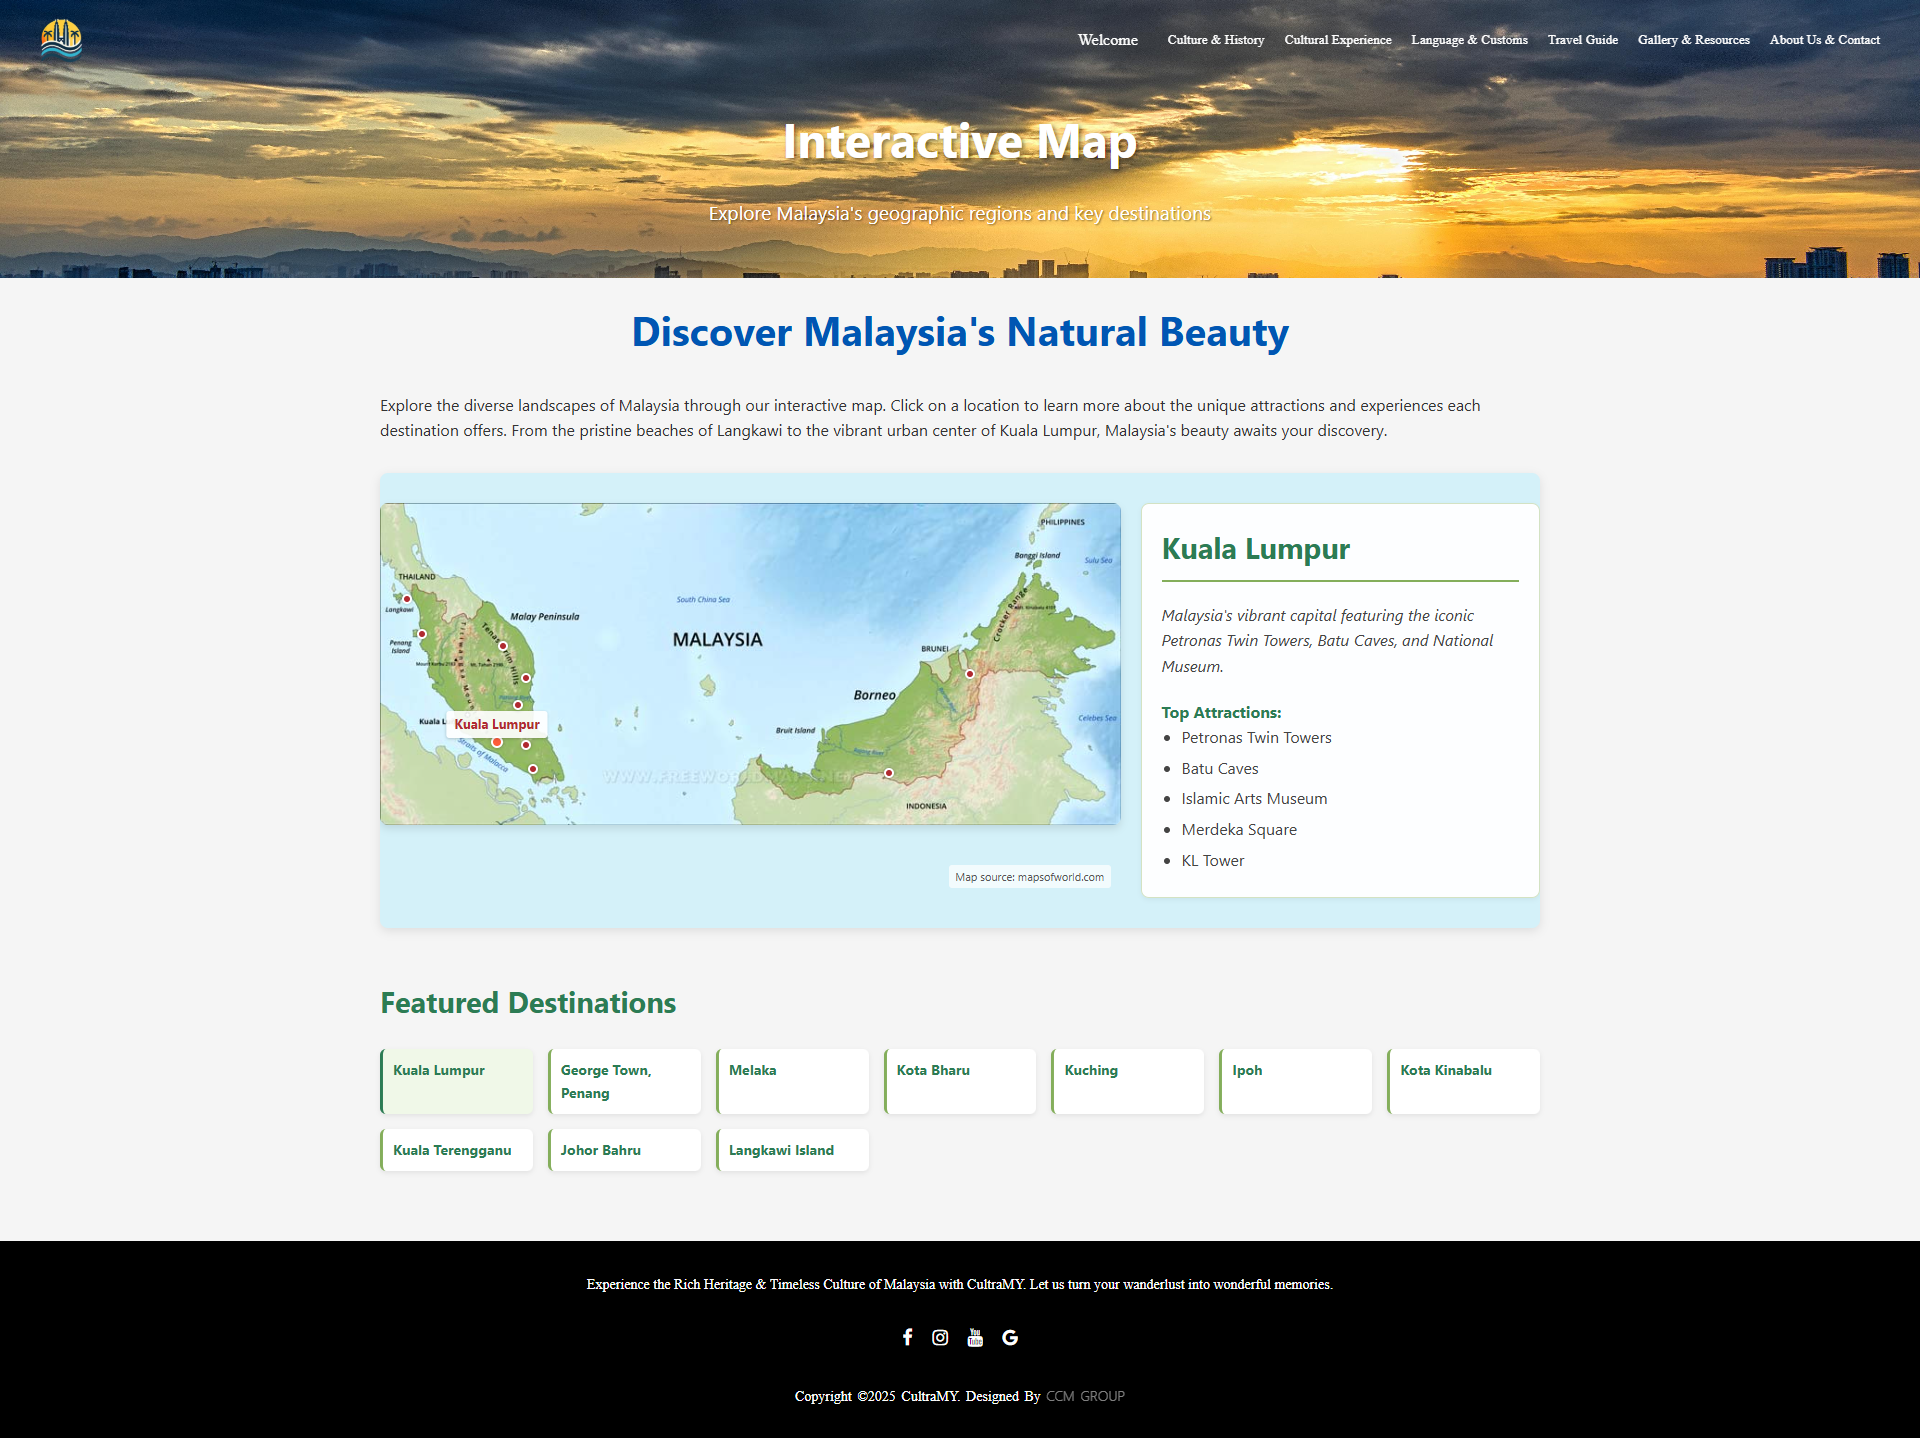 Welcome
Culture & History
Cultural Experience
Language & Customs
Travel Guide
Gallery & Resources
About Us & Contact
Interactive Map
Explore Malaysia's geographic regions and key destinations
Discover Malaysia's Natural Beauty
Explore the diverse landscapes of Malaysia through our interactive map. Click on a location to learn more about the unique attractions and experiences each
destination offers. From the pristine beaches of Langkawi to the vibrant urban center of Kuala Lumpur, Malaysia's beauty awaits your discovery.
PHILIPPINES
Banggi Island
Sulu Sea
THAILAND
Langkawi
South China Sea
Malay Peninsula
Crocker Range
Penang
Island
MALAYSIA
BRUNEI
Borneo
Celebes Sea
Kuala L
Kuala Lumpur
Bruit Island
Straits of Malacca
WWW.FREEWORLDMAPS.NET
INDONESIA
Map source: mapsofworld.com
Kuala Lumpur
Malaysia's vibrant capital featuring the iconic
Petronas Twin Towers, Batu Caves, and National
Museum.
Top Attractions:
Petronas Twin Towers
Batu Caves
Islamic Arts Museum
Merdeka Square
KL Tower
Featured Destinations
Kuala Lumpur
George Town,
Penang
Melaka
Kota Bharu
Kuching
Ipoh
Kota Kinabalu
Kuala Terengganu
Johor Bahru
Langkawi Island
Experience the Rich Heritage & Timeless Culture of Malaysia with CultraMY. Let us turn your wanderlust into wonderful memories.
You
Tube
Copyright ©2025 CultraMY. Designed By CCM GROUP